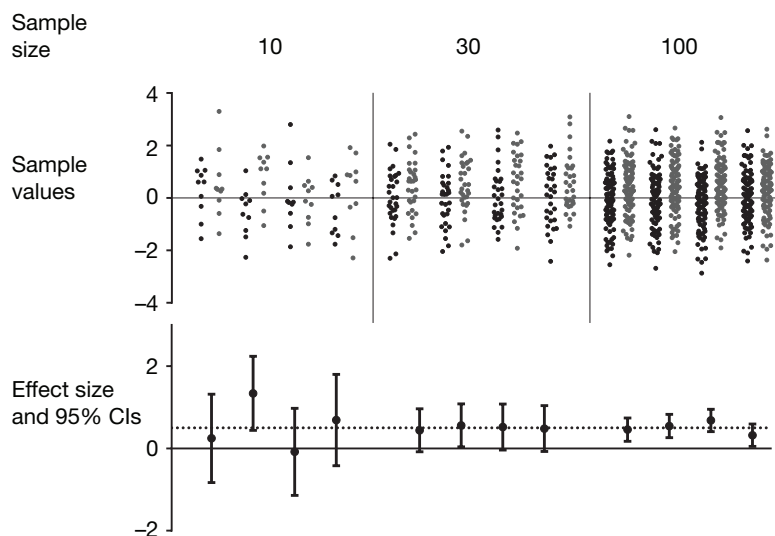 Sample
size
10
30
100
Sample
values
4
2
0
−2
−4
Effect size
and 95% CIs
2
0
−2